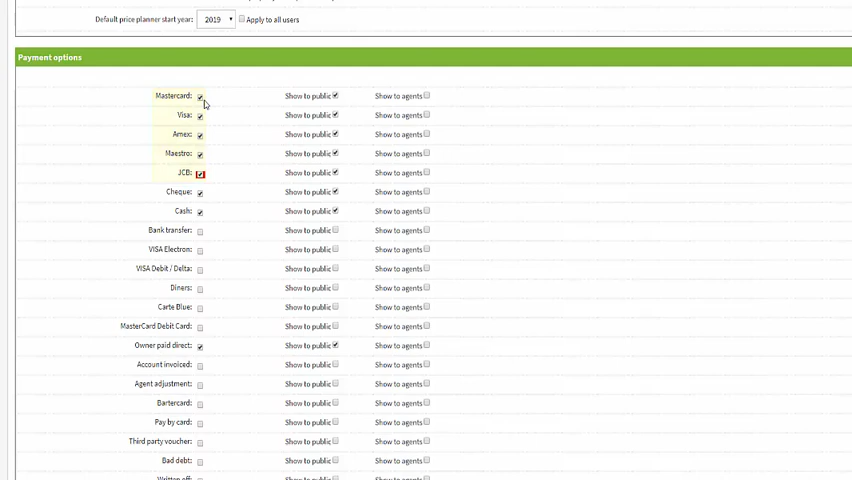 Default price planner start year: 2019 Apply to all users
Payment options
Mastercard: Show to public Show to agents
Visa: Show to public Show to agents
Amex: Show to public Show to agents
Maestro: Show to public Show to agents
JCB: Show to public Show to agents
Cheque: Show to public Show to agents
Cash: Show to public Show to agents
Bank transfer: Show to public Show to agents
VISA Electron: Show to public Show to agents
VISA Debit / Delta: Show to public Show to agents
Diners: Show to public Show to agents
Carte Blue: Show to public Show to agents
MasterCard Debit Card: Show to public Show to agents
Owner paid direct: Show to public Show to agents
Account invoiced: Show to public Show to agents
Agent adjustment: Show to public Show to agents
Bartercard: Show to public Show to agents
Pay by card: Show to public Show to agents
Third party voucher: Show to public Show to agents
Bad debt: Show to public Show to agents
Written off: Show to public Show to agents